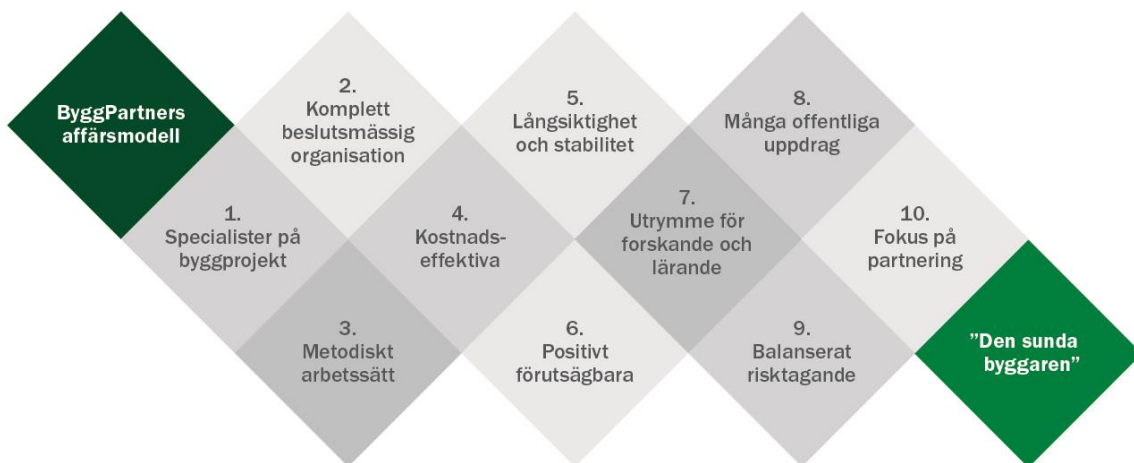 ByggPartners
affärsmodell
1.
Specialister på
byggprojekt
2.
Komplett
beslutsmässig
organisation
3.
Metodiskt
arbetssätt
4.
Kostnads-
effektiva
5.
Långsiktighet
och stabilitet
6.
Positivt
förutsägbara
7.
Utrymme för
forskande och
lärande
8.
Många offentliga
uppdrag
9.
Balanserat
risktagande
10.
Fokus på
partnering
”Den sunda
byggaren”